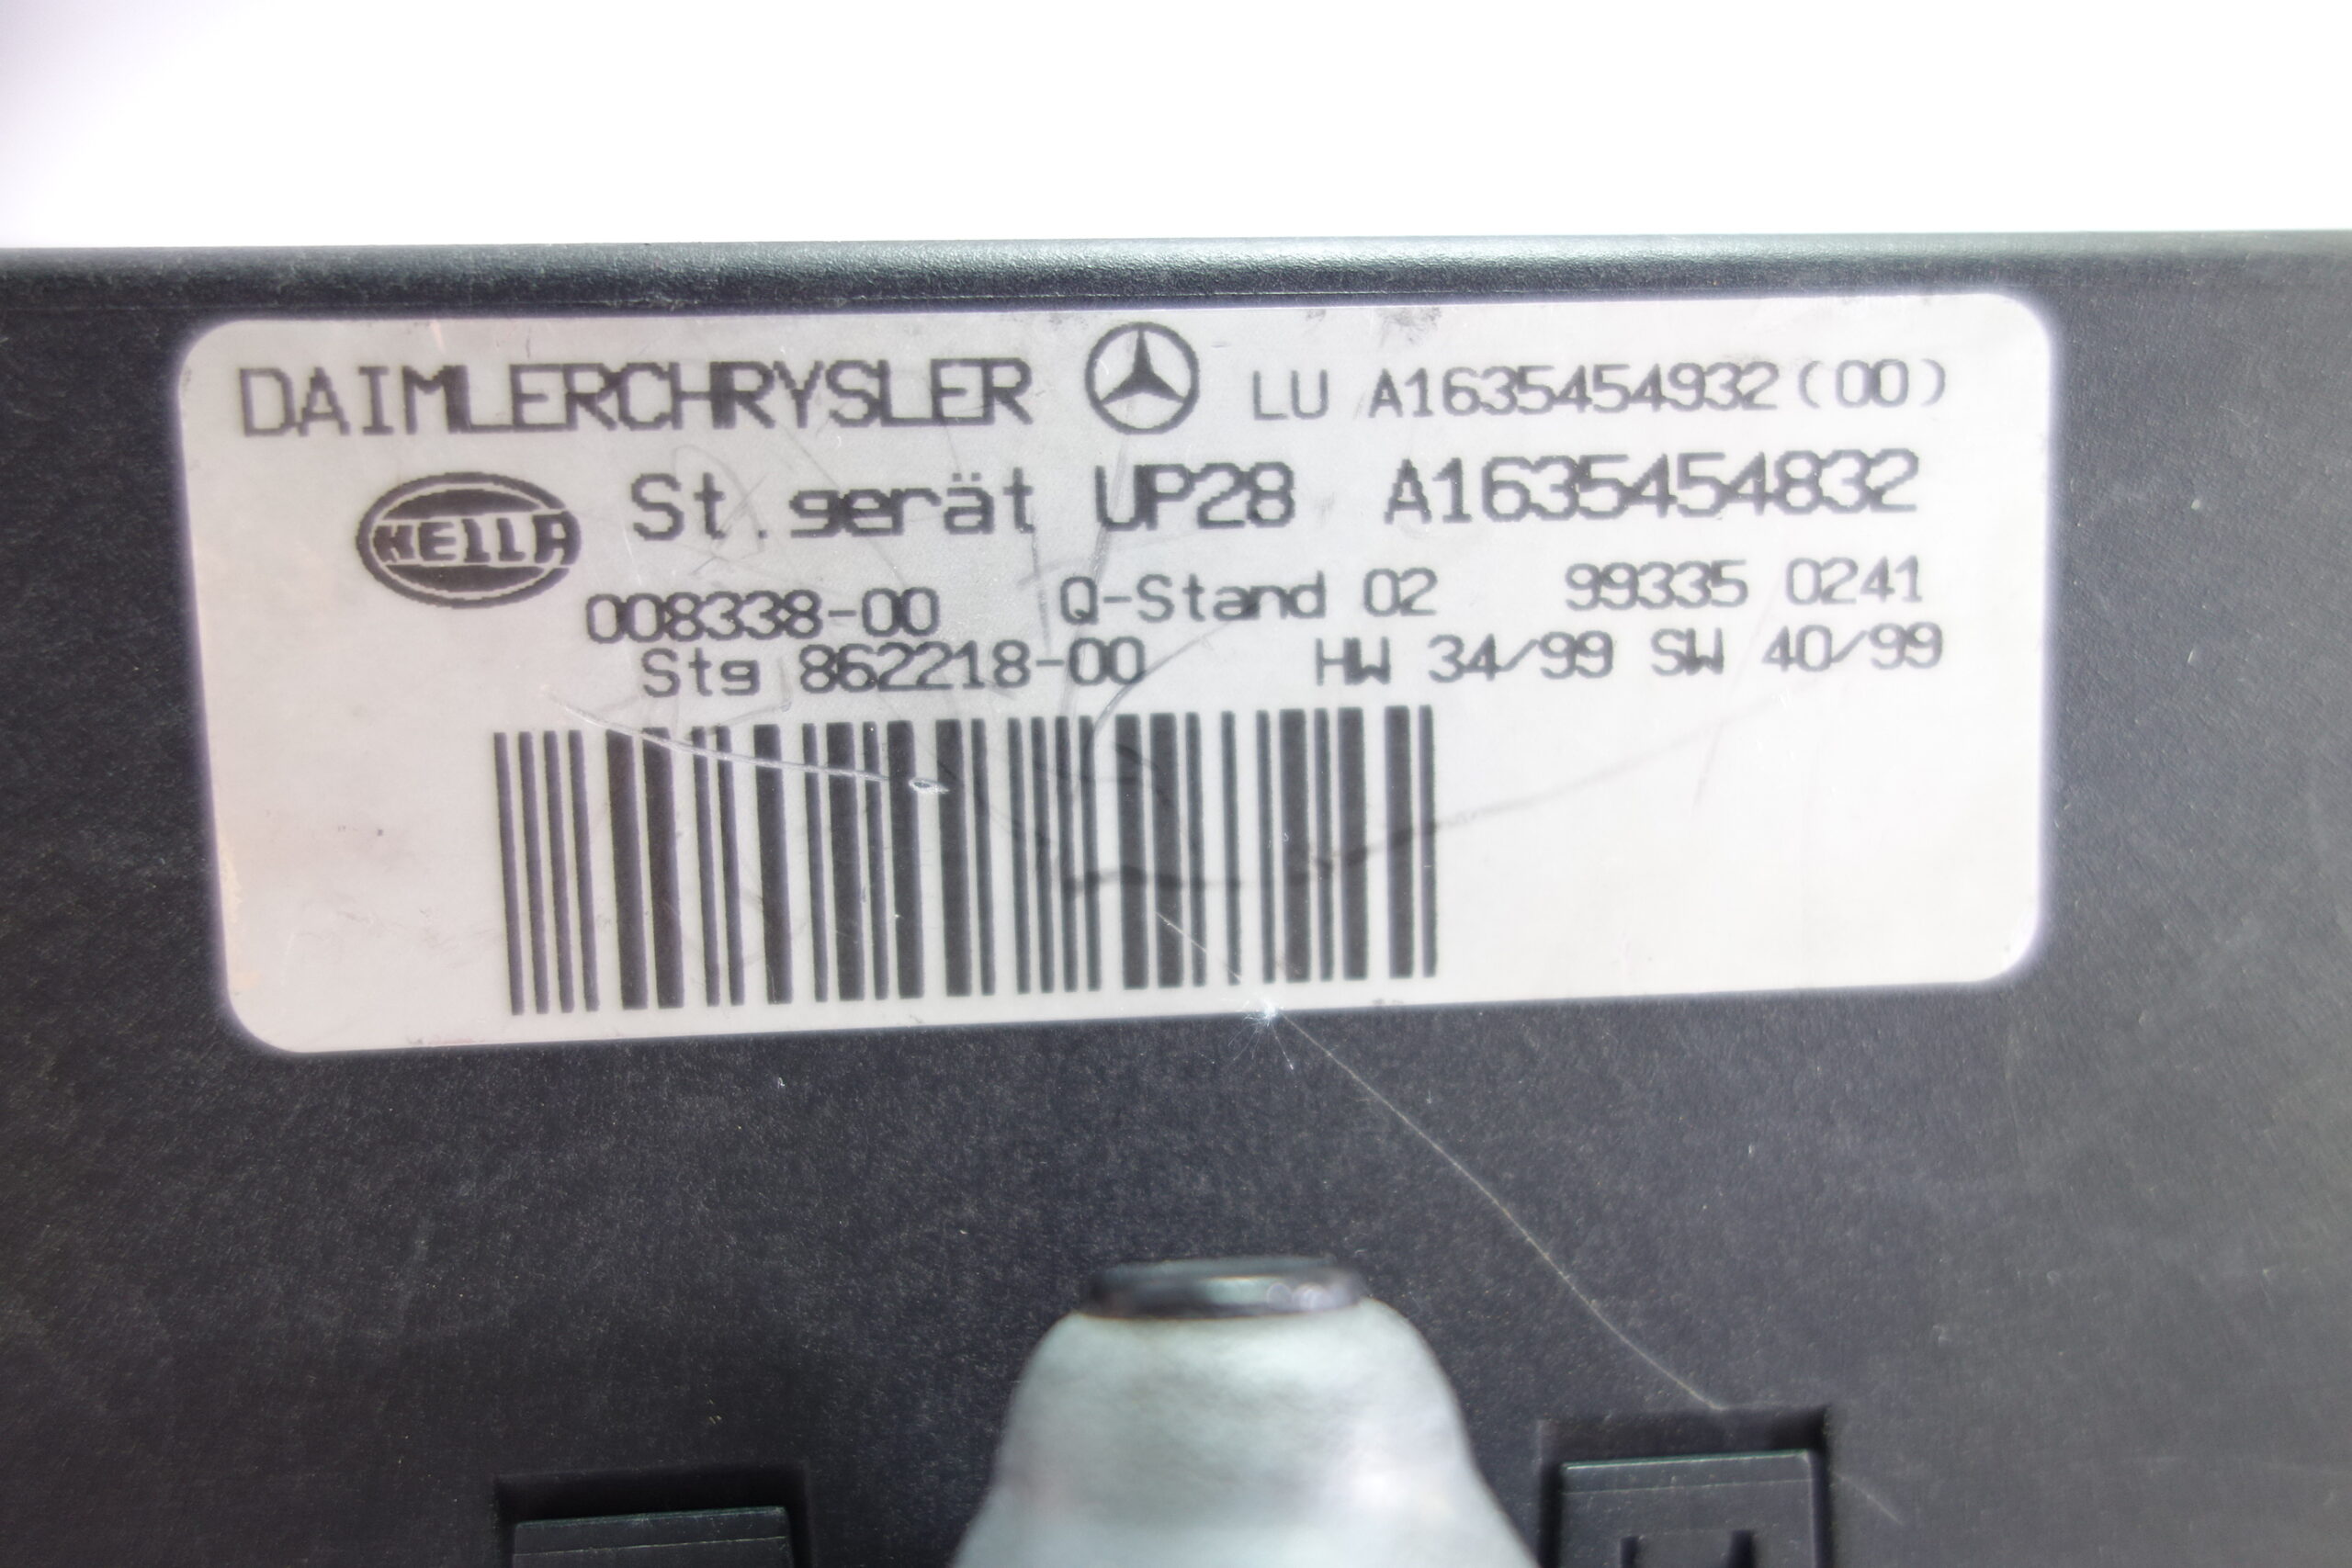 DAIMLERCHRYSLER LU A1635454932(00)
HELLA St.gerät UP28 A1635454832
008338-00 Q-Stand 02 99335 0241
Stg 862218-00 HW 34/99 SW 40/99